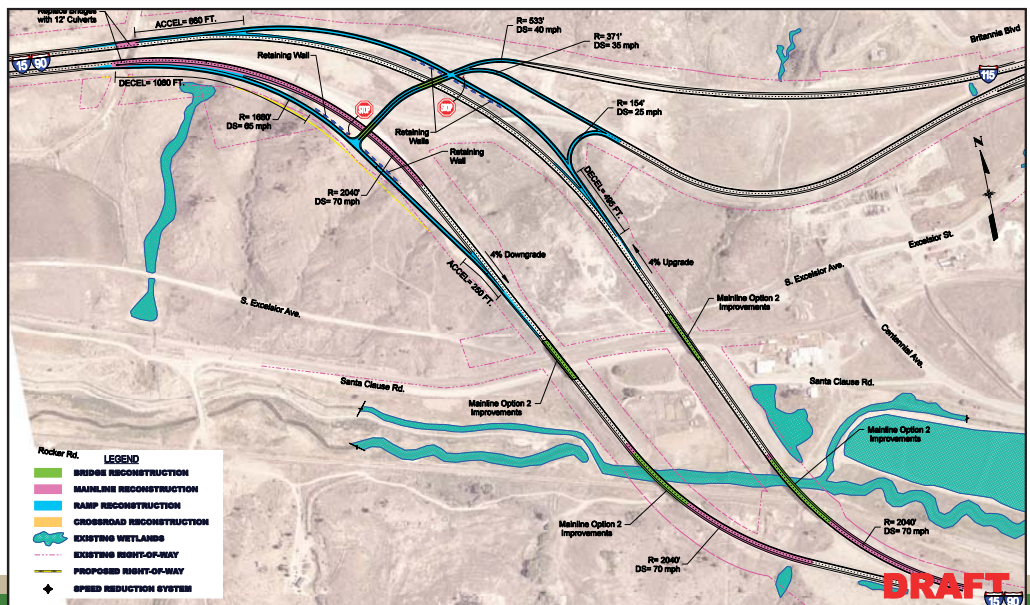 Replace Bridges
with 12' Culverts
ACCEL= 660 FT.
R= 533'
DS= 40 mph
R= 371'
DS= 35 mph
Britannia Blvd
15 90
Retaining Wall
115
DECEL= 1080 FT.
STOP
STOP
R= 154'
DS= 25 mph
R= 1660'
DS= 65 mph
Retaining
Walls
Retaining
Wall
N
R= 2040'
DS= 70 mph
DECEL= 495 FT.
Excelsior St.
4% Downgrade
4% Upgrade
S. Excelsior Ave.
ACCEL= 250 FT.
Mainline Option 2
Improvements
S. Excelsior Ave.
Centennial Ave.
Santa Clause Rd.
Santa Clause Rd.
Mainline Option 2
Improvements
Mainline Option 2
Improvements
Rocker Rd.
LEGEND
BRIDGE RECONSTRUCTION
MAINLINE RECONSTRUCTION
RAMP RECONSTRUCTION
CROSSROAD RECONSTRUCTION
EXISTING WETLANDS
EXISTING RIGHT-OF-WAY
PROPOSED RIGHT-OF-WAY
SPEED REDUCTION SYSTEM
Mainline Option 2
Improvements
R= 2040'
DS= 70 mph
R= 2040'
DS= 70 mph
DRAFT
15 90